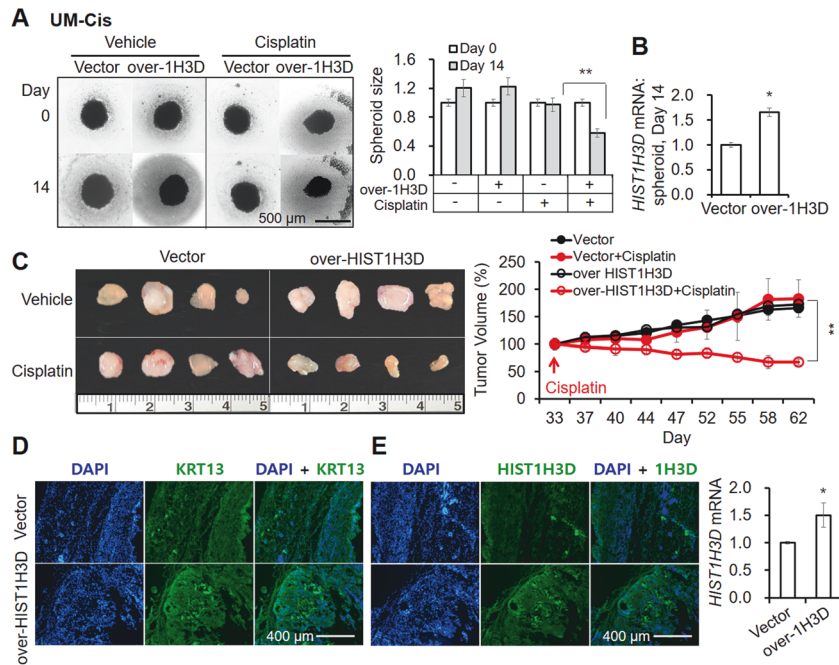 A
UM-Cis
Vehicle
Cisplatin
Vector over-1H3D
Vector over-1H3D
Day
0
14
500 μm
Spheroid size
1.6
1.2
0.8
0.4
0.0
Day 0
Day 14
**
over-1H3D - + - +
Cisplatin - - + +
B
HIST1H3D mRNA:
spheroid, Day 14
2.0
1.5
1.0
0.5
0.0
*
Vector over-1H3D
C
Vector
over-HIST1H3D
Vehicle
Cisplatin
1 2 3 4 5 1 2 3 4 5
Vector
Vector+Cisplatin
over HIST1H3D
over-HIST1H3D+Cisplatin
Tumor Volume (%)
250
200
150
100
50
0
**
Cisplatin
33 37 40 44 47 52 55 58 62
Day
D
DAPI
KRT13
DAPI + KRT13
Vector
over-HIST1H3D
400 μm
E
DAPI
HIST1H3D
DAPI + 1H3D
400 μm
HIST1H3D mRNA
2.0
1.5
1.0
0.5
0.0
*
Vector
over-1H3D